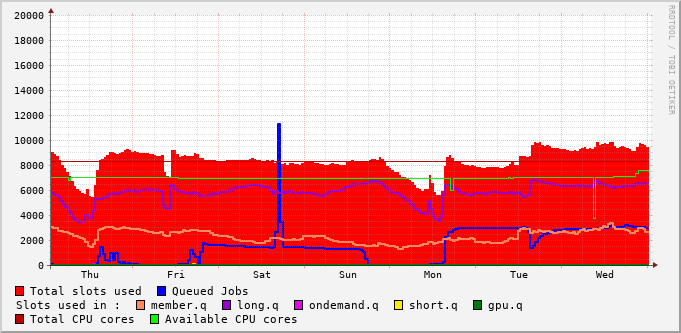 RRDTOOL / TOBI OETIKER
20000
18000
16000
14000
12000
10000
8000
6000
4000
2000
0
Thu Fri Sat Sun Mon Tue Wed
Total slots used Queued Jobs
Slots used in : member.q long.q ondemand.q short.q gpu.q
Total CPU cores Available CPU cores